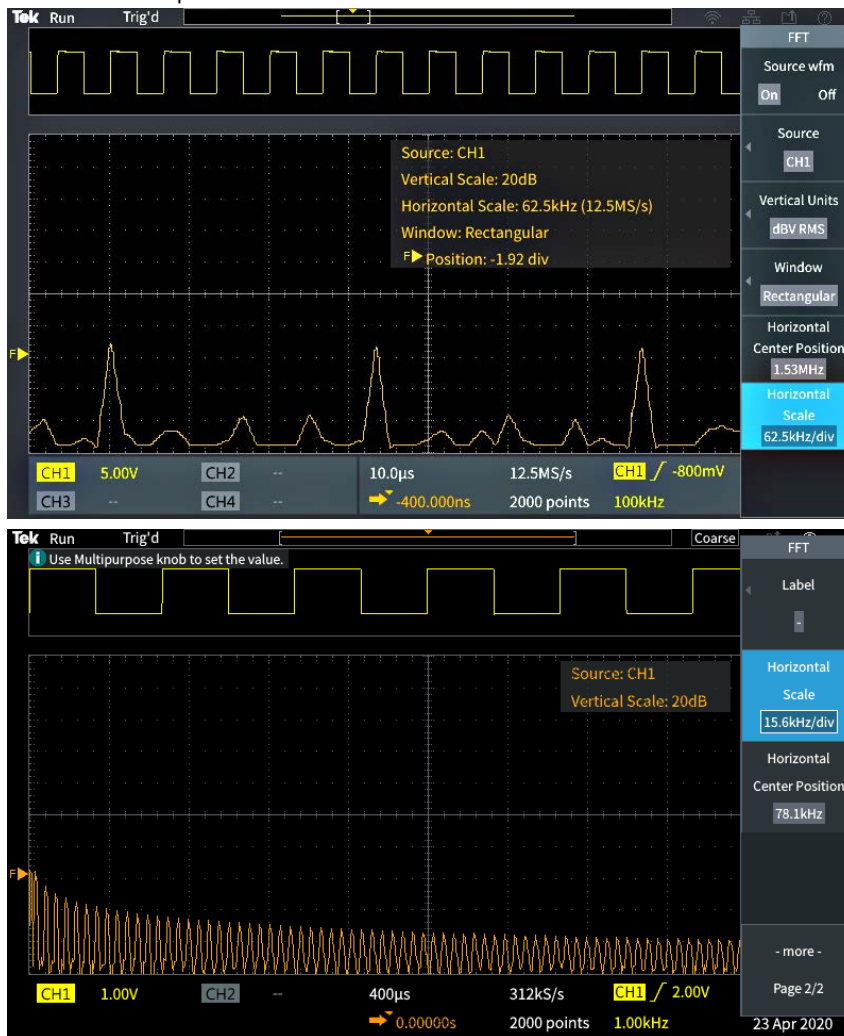 Tek Run Trig'd
FFT
Source wfm
On Off
Source
CH1
Vertical Units
dBV RMS
Window
Rectangular
Horizontal
Center Position
1.53MHz
Horizontal
Scale
62.5kHz/div
Source: CH1
Vertical Scale: 20dB
Horizontal Scale: 62.5kHz (12.5MS/s)
Window: Rectangular
F Position: -1.92 div
F
CH1 5.00V CH2 -- 10.0µs 12.5MS/s CH1 -800mV
CH3 -- CH4 -- -400.000ns 2000 points 100kHz
Tek Run Trig'd Coarse
i Use Multipurpose knob to set the value.
FFT
Label
-
Horizontal
Scale
15.6kHz/div
Horizontal
Center Position
78.1kHz
- more -
Page 2/2
Source: CH1
Vertical Scale: 20dB
F
CH1 1.00V CH2 -- 400µs 312kS/s CH1 2.00V
0.00000s 2000 points 1.00kHz 23 Apr 2020